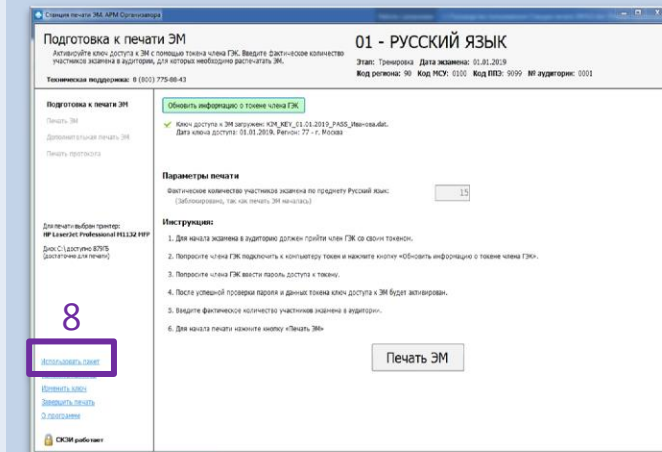 Станция печати ЭМ. АРМ Организатора
Подготовка к печати ЭМ
Активируйте ключ доступа к ЭМ с помощью токена члена ГЭК. Введите фактическое количество
участников экзамена в аудитории, для которых необходимо распечатать ЭМ.
Техническая поддержка: 8 (800) 775-88-43
01 - РУССКИЙ ЯЗЫК
Этап: Тренировка Дата экзамена: 01.01.2019
Код региона: 90 Код МСУ: 0100 Код ППЭ: 9099 № аудитории: 0001
Подготовка к печати ЭМ
Печать ЭМ
Дополнительная печать ЭМ
Печать протокола
Обновить информацию о токене члена ГЭК
Ключ доступа к ЭМ загружен: KIM_KEY_01.01.2019_PASS_Иванова.dat.
Дата ключа доступа: 01.01.2019. Регион: 77 - г. Москва
Параметры печати
Фактическое количество участников экзамена по предмету Русский язык:
15
(Заблокировано, так как печать ЭМ началась)
Для печати выбран принтер:
HP LaserJet Professional M1132 MFP
Диск C:\ доступно 87975
(достаточно для печати)
Инструкция:
1. Для начала экзамена в аудиторию должен прийти член ГЭК со своим токеном.
2. Попросите члена ГЭК подключить к компьютеру токен и нажмите кнопку «Обновить информацию о токене члена ГЭК».
3. Попросите члена ГЭК ввести пароль доступа к токену.
4. После успешной проверки пароля и данных токена ключ доступа к ЭМ будет активирован.
5. Введите фактическое количество участников экзамена в аудитории.
6. Для начала печати нажмите кнопку «Печать ЭМ»
Печать ЭМ
8
Использовать пакет
Изменить ключ
Завершить печать
О программе
СКЗИ работает